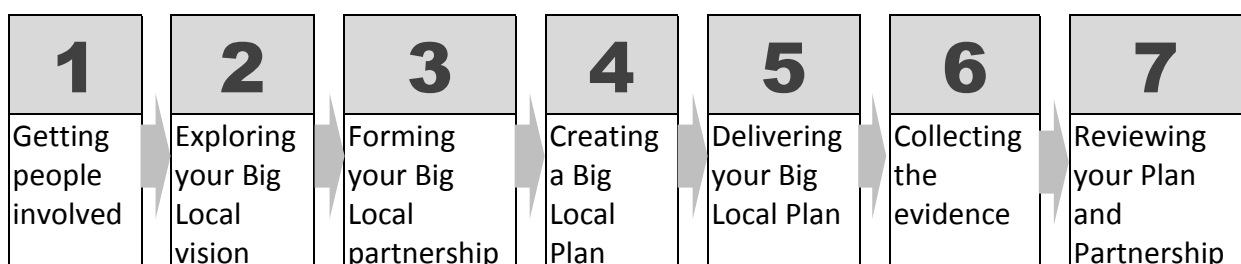 1
Getting
people
involved
2
Exploring
your Big
Local
vision
3
Forming
your Big
Local
partnership
4
Creating
a Big
Local
Plan
5
Delivering
your Big
Local Plan
6
Collecting
the
evidence
7
Reviewing
your Plan
and
Partnership